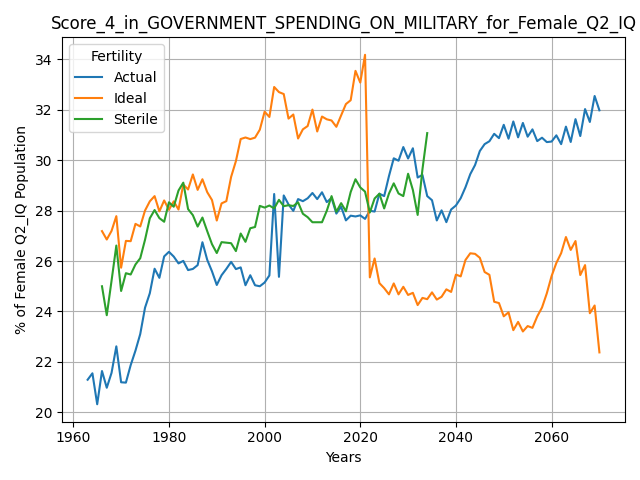 Score_4_in_GOVERNMENT_SPENDING_ON_MILITARY_for_Female_Q2_IQ
Fertility
Actual
Ideal
Sterile
% of Female Q2_IQ Population
34
32
30
28
26
24
22
20
1960
1980
2000
2020
2040
2060
Years